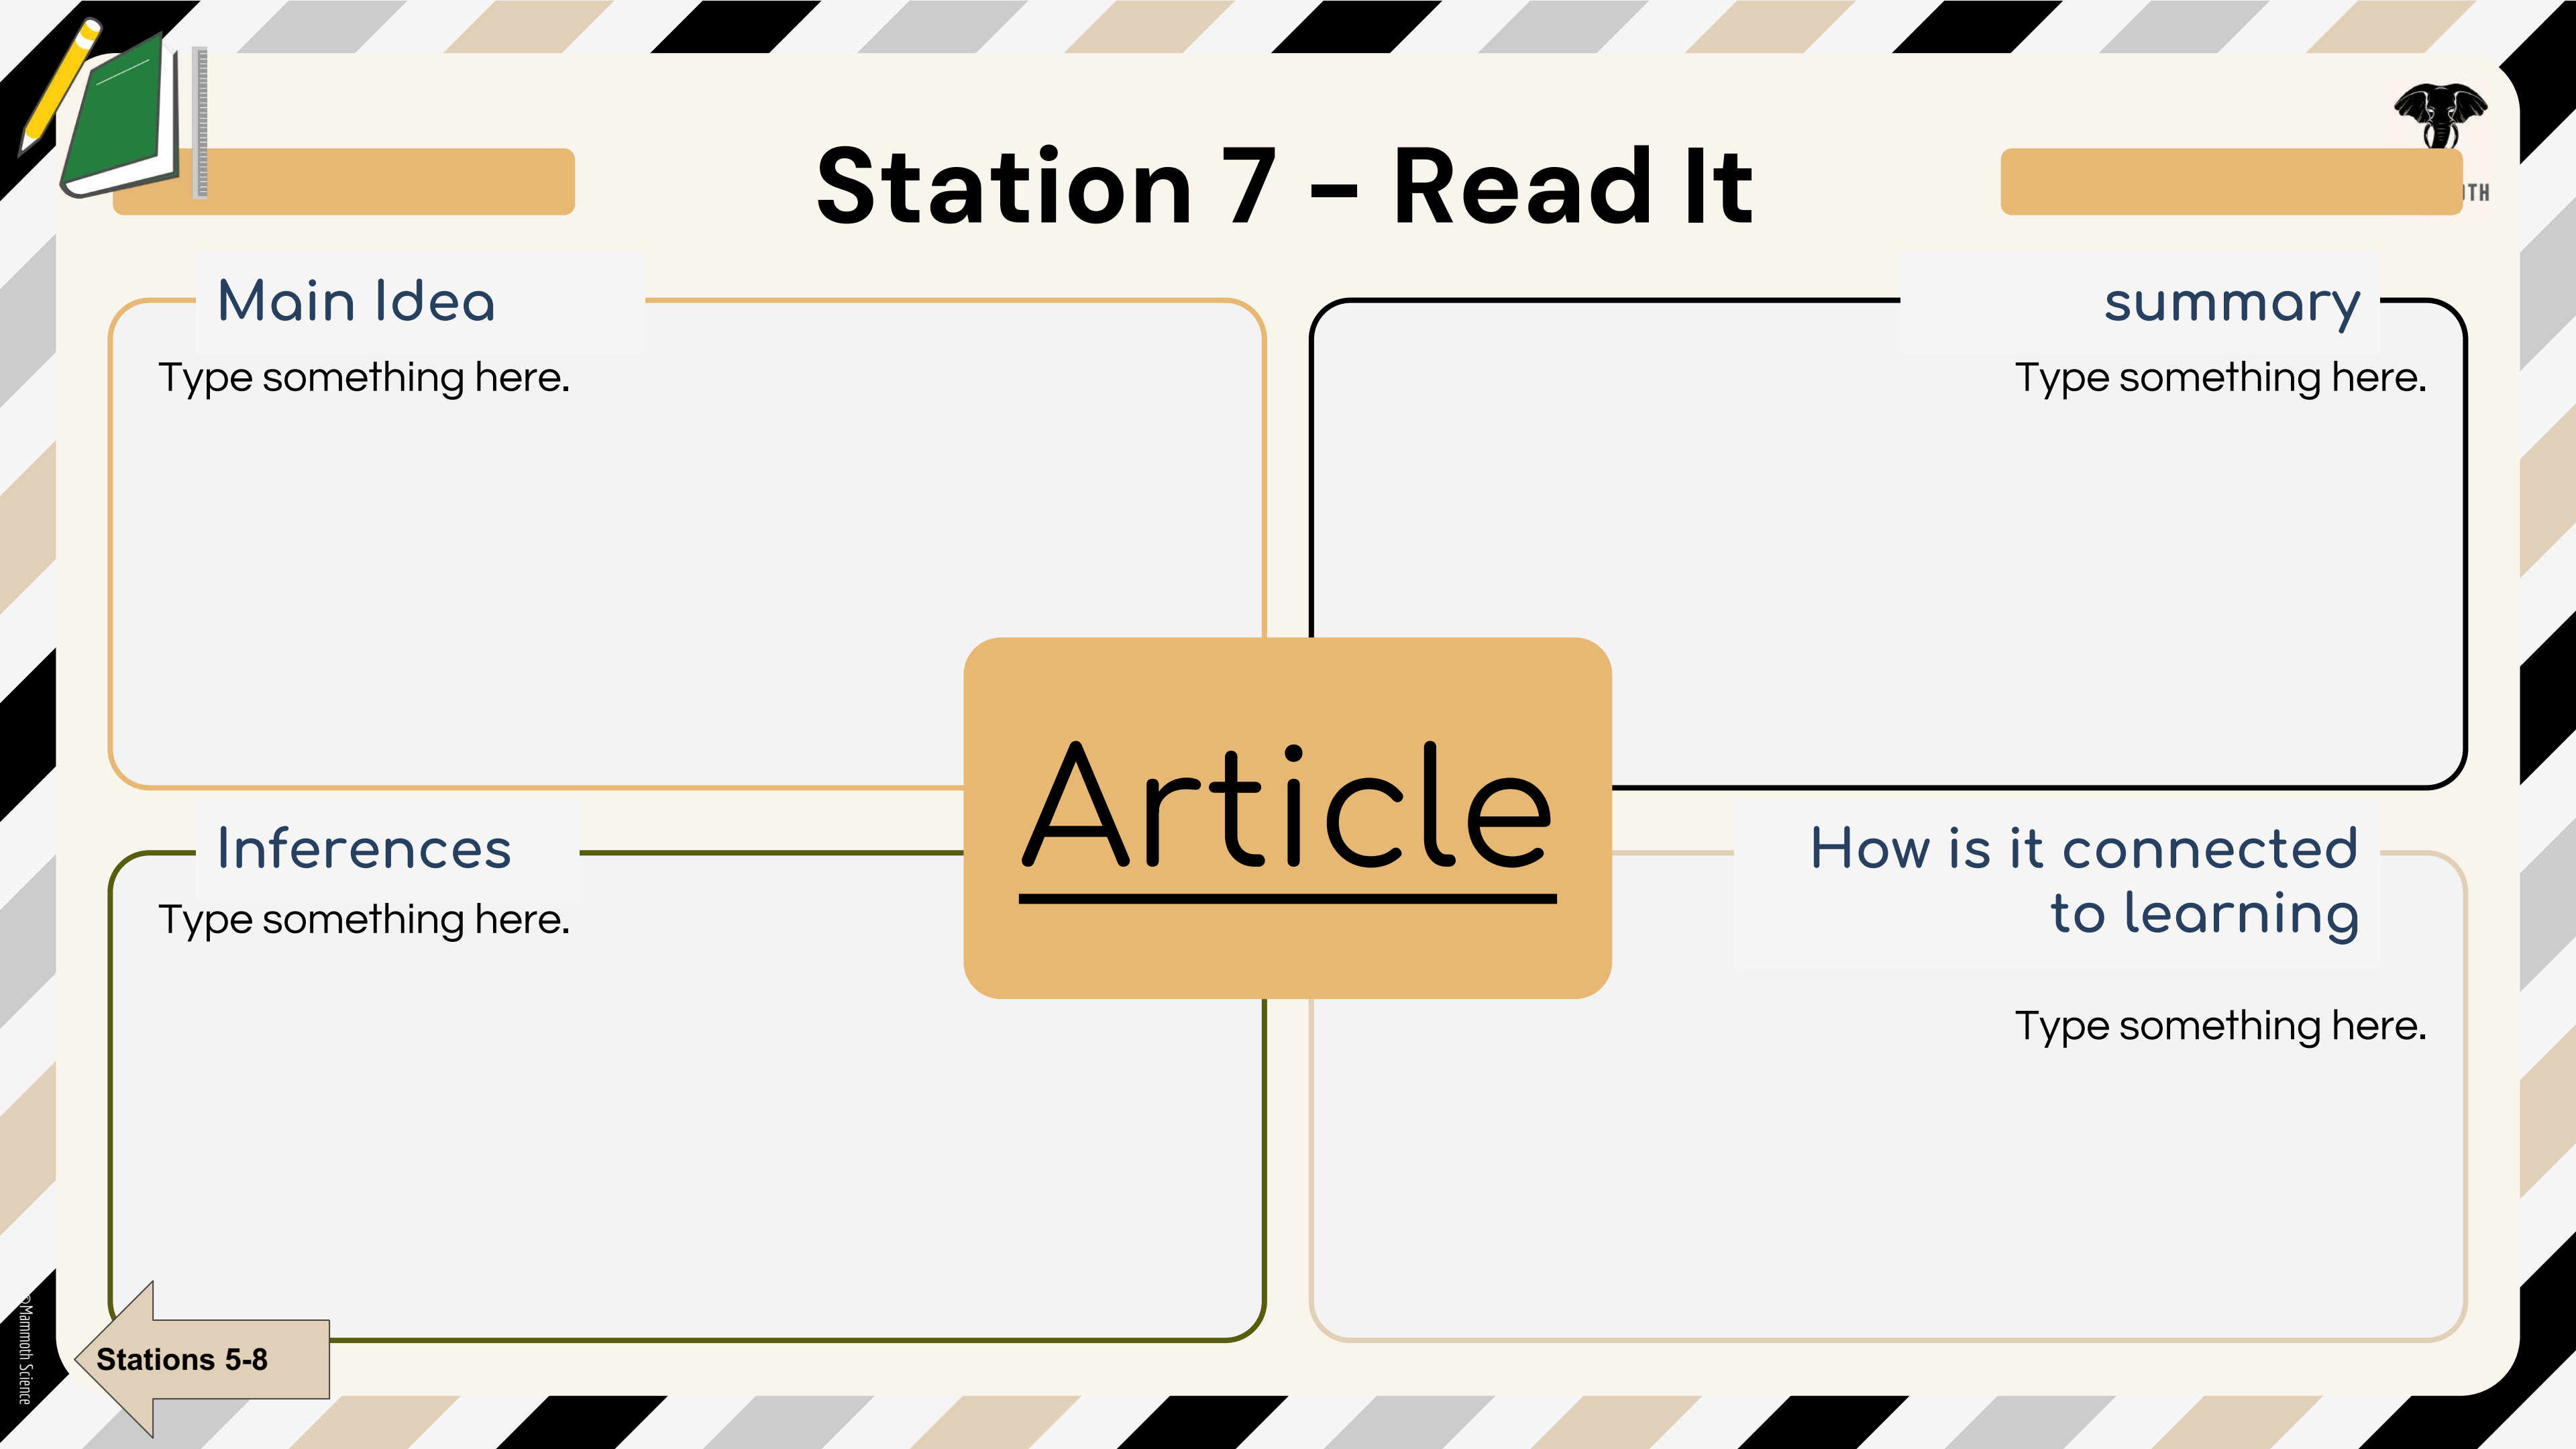 Station 7 - Read It
TH
Main Idea
Type something here.
summary
Type something here.
Article
Inferences
Type something here.
How is it connected
to learning
Type something here.
Stations 5-8
©Mammoth Science